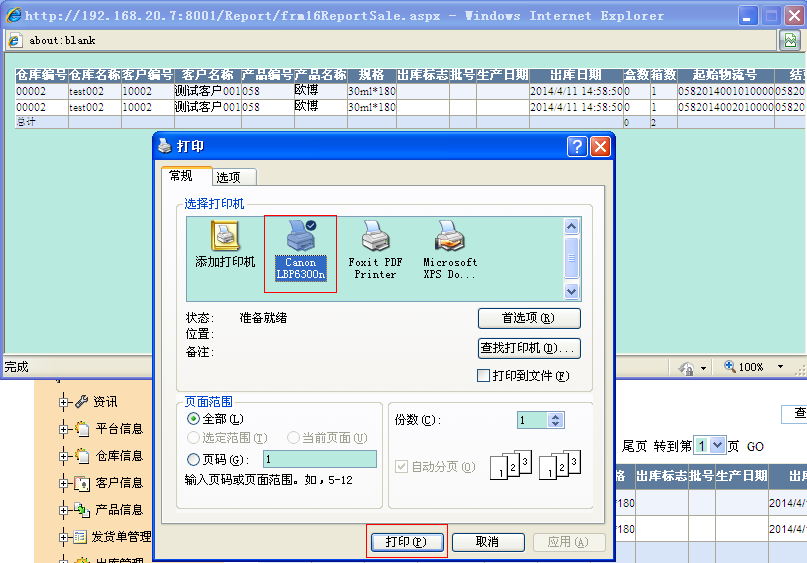 http://192.168.20.7:8001/Report/frm16ReportSale.aspx - Windows Internet Explorer
about:blank
仓库编号 仓库名称 客户编号 客户名称 产品编号 产品名称 规格 出库标志 批号 生产日期 出库日期 盒数 箱数 起始物流号
00002 test002 10002 测试客户001 058 欧博 30ml*180 2014/4/11 14:58:50 0 1 0582014001010000 05820
00002 test002 10002 测试客户001 058 欧博 30ml*180 2014/4/11 14:58:50 0 1 0582014002010000 05820
总计 0 2
打印
常规 选项
选择打印机
添加打印机
Canon LBP6300n
Foxit PDF Printer
Microsoft XPS Do...
状态: 准备就绪
位置:
备注:
首选项(R)
查找打印机(D)...
打印到文件(F)
页面范围
全部(L)
选定范围(T) 当前页面(U)
页码(G): 1
输入页码或页面范围。如，5-12
份数(C): 1
自动分页(O)
1 2 3 1 2 3
打印(P) 取消 应用(A)
完成
100%
资讯
平台信息
仓库信息
客户信息
产品信息
发货单管理
出库管理
查
尾页 转到第 1 页 GO
格 出库标志 批号 生产日期 出库
180 2014/4/
180 2014/4/